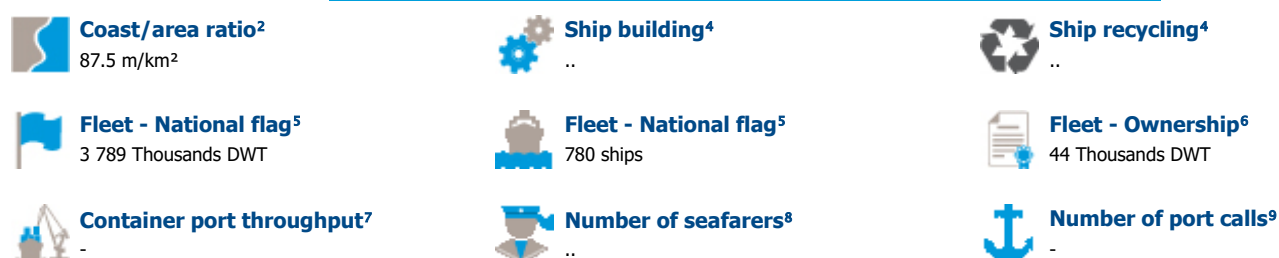 Coast/area ratio²
87.5 m/km²
Ship building⁴
..
Ship recycling⁴
..
Fleet - National flag⁵
3 789 Thousands DWT
Fleet - National flag⁵
780 ships
Fleet - Ownership⁶
44 Thousands DWT
Container port throughput⁷
-
Number of seafarers⁸
..
Number of port calls⁹
-